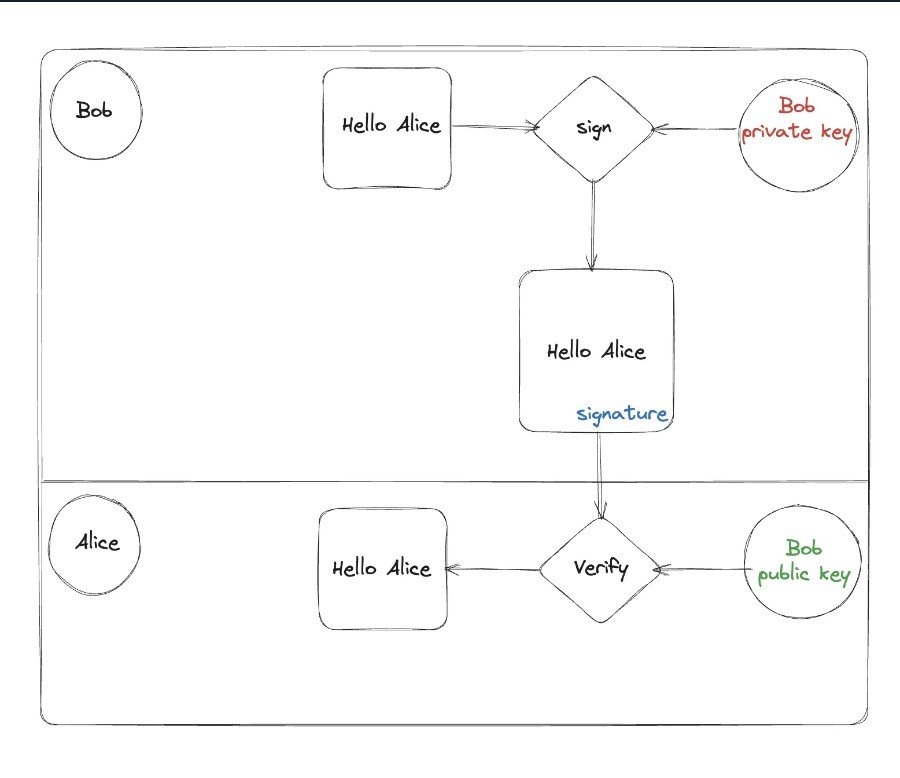 Bob
Hello Alice
sign
Bob
private key
Hello Alice
signature
Alice
Hello Alice
Verify
Bob
public key